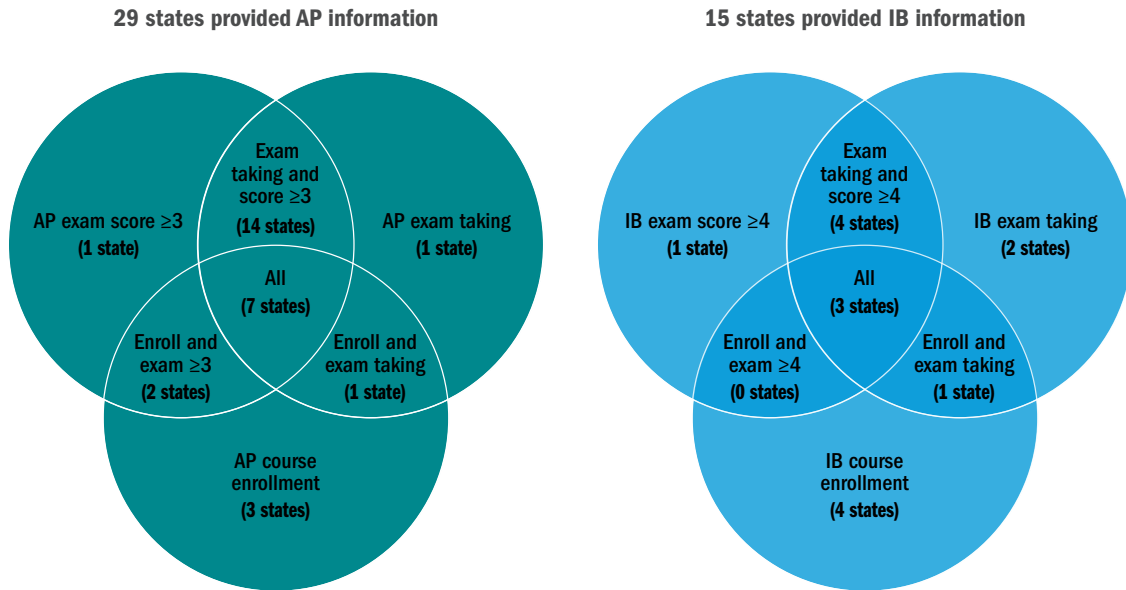 29 states provided AP information
Exam
taking and
score ≥3
(14 states)
AP exam score ≥3
(1 state)
AP exam taking
(1 state)
All
(7 states)
Enroll and
exam ≥3
(2 states)
Enroll and
exam taking
(1 state)
AP course
enrollment
(3 states)
15 states provided IB information
Exam
taking and
score ≥4
(4 states)
IB exam score ≥4
(1 state)
IB exam taking
(2 states)
All
(3 states)
Enroll and
exam ≥4
(0 states)
Enroll and
exam taking
(1 state)
IB course
enrollment
(4 states)